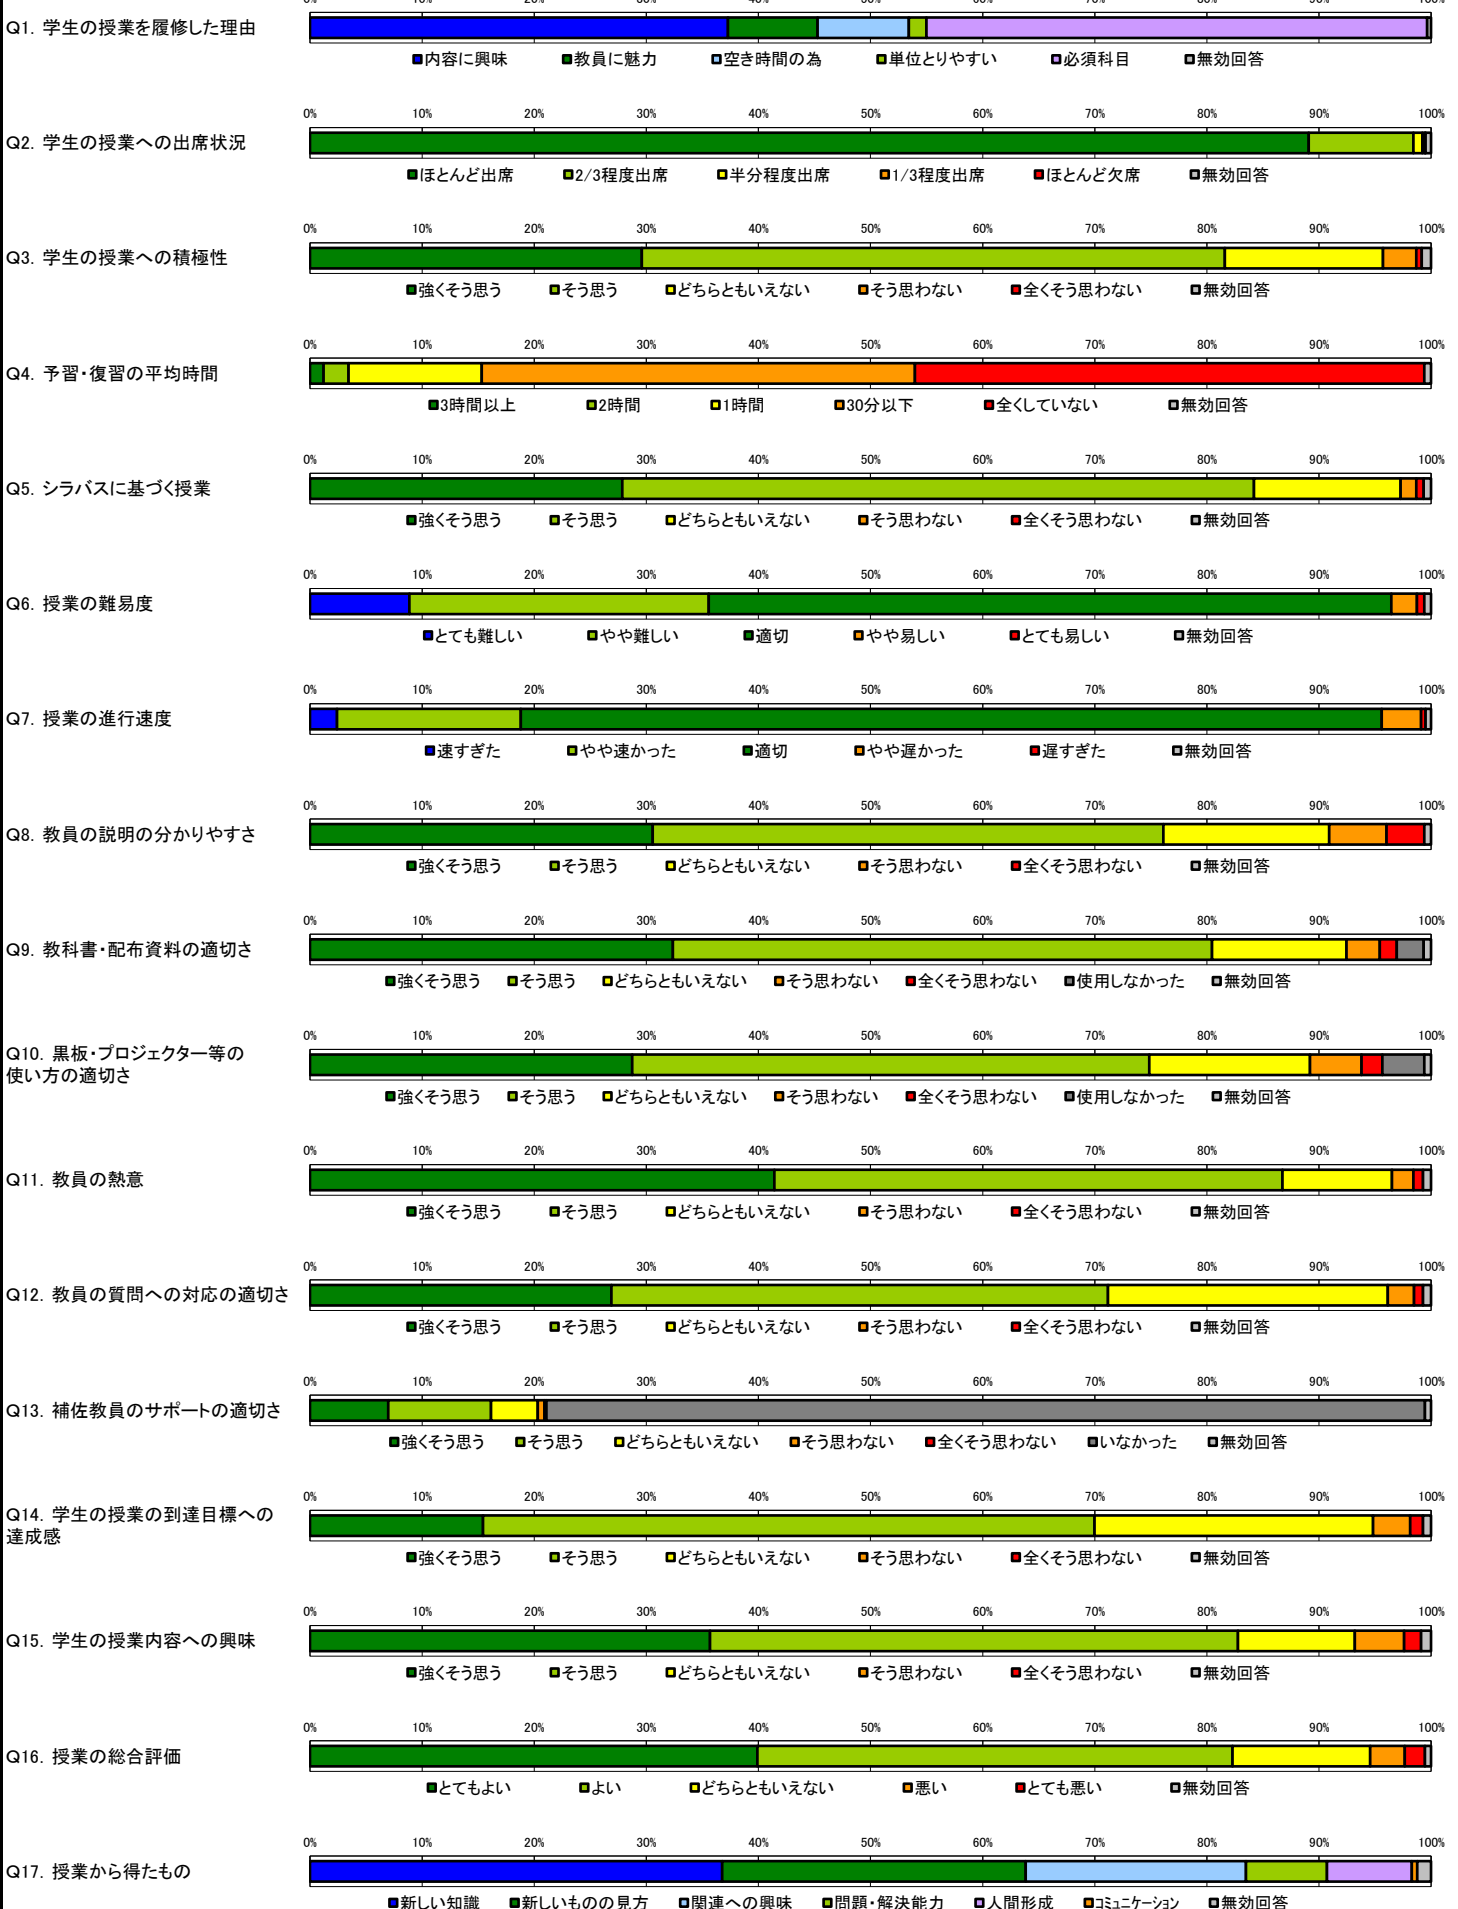 Q1. 学生の授業を履修した理由
■内容に興味 ■教員に魅力 ■空き時間の為 ■単位とりやすい ■必須科目 ■無効回答
0% 10% 20% 30% 40% 50% 60% 70% 80% 90% 100%
Q2. 学生の授業への出席状況
■ほとんど出席 ■2/3程度出席 ■半分程度出席 ■1/3程度出席 ■ほとんど欠席 ■無効回答
0% 10% 20% 30% 40% 50% 60% 70% 80% 90% 100%
Q3. 学生の授業への積極性
■強くそう思う ■そう思う ■どちらともいえない ■そう思わない ■全くそう思わない ■無効回答
0% 10% 20% 30% 40% 50% 60% 70% 80% 90% 100%
Q4. 予習・復習の平均時間
■3時間以上 ■2時間 ■1時間 ■30分以下 ■全くしていない ■無効回答
0% 10% 20% 30% 40% 50% 60% 70% 80% 90% 100%
Q5. シラバスに基づく授業
■強くそう思う ■そう思う ■どちらともいえない ■そう思わない ■全くそう思わない ■無効回答
0% 10% 20% 30% 40% 50% 60% 70% 80% 90% 100%
Q6. 授業の難易度
■とても難しい ■やや難しい ■適切 ■やや易しい ■とても易しい ■無効回答
0% 10% 20% 30% 40% 50% 60% 70% 80% 90% 100%
Q7. 授業の進行速度
■速すぎた ■やや速かった ■適切 ■やや遅かった ■遅すぎた ■無効回答
0% 10% 20% 30% 40% 50% 60% 70% 80% 90% 100%
Q8. 教員の説明の分かりやすさ
■強くそう思う ■そう思う ■どちらともいえない ■そう思わない ■全くそう思わない ■無効回答
0% 10% 20% 30% 40% 50% 60% 70% 80% 90% 100%
Q9. 教科書・配布資料の適切さ
■強くそう思う ■そう思う ■どちらともいえない ■そう思わない ■全くそう思わない ■使用しなかった ■無効回答
0% 10% 20% 30% 40% 50% 60% 70% 80% 90% 100%
Q10. 黒板・プロジェクター等の
使い方の適切さ
■強くそう思う ■そう思う ■どちらともいえない ■そう思わない ■全くそう思わない ■使用しなかった ■無効回答
0% 10% 20% 30% 40% 50% 60% 70% 80% 90% 100%
Q11. 教員の熱意
■強くそう思う ■そう思う ■どちらともいえない ■そう思わない ■全くそう思わない ■無効回答
0% 10% 20% 30% 40% 50% 60% 70% 80% 90% 100%
Q12. 教員の質問への対応の適切さ
■強くそう思う ■そう思う ■どちらともいえない ■そう思わない ■全くそう思わない ■無効回答
0% 10% 20% 30% 40% 50% 60% 70% 80% 90% 100%
Q13. 補佐教員のサポートの適切さ
■強くそう思う ■そう思う ■どちらともいえない ■そう思わない ■全くそう思わない ■いなかった ■無効回答
0% 10% 20% 30% 40% 50% 60% 70% 80% 90% 100%
Q14. 学生の授業の到達目標への
達成感
■強くそう思う ■そう思う ■どちらともいえない ■そう思わない ■全くそう思わない ■無効回答
0% 10% 20% 30% 40% 50% 60% 70% 80% 90% 100%
Q15. 学生の授業内容への興味
■強くそう思う ■そう思う ■どちらともいえない ■そう思わない ■全くそう思わない ■無効回答
0% 10% 20% 30% 40% 50% 60% 70% 80% 90% 100%
Q16. 授業の総合評価
■とてもよい ■よい ■どちらともいえない ■悪い ■とても悪い ■無効回答
0% 10% 20% 30% 40% 50% 60% 70% 80% 90% 100%
Q17. 授業から得たもの
■新しい知識 ■新しいものの見方 ■関連への興味 ■問題・解決能力 ■人間形成 ■ｺﾐｭﾆｹｰｼｮﾝ ■無効回答